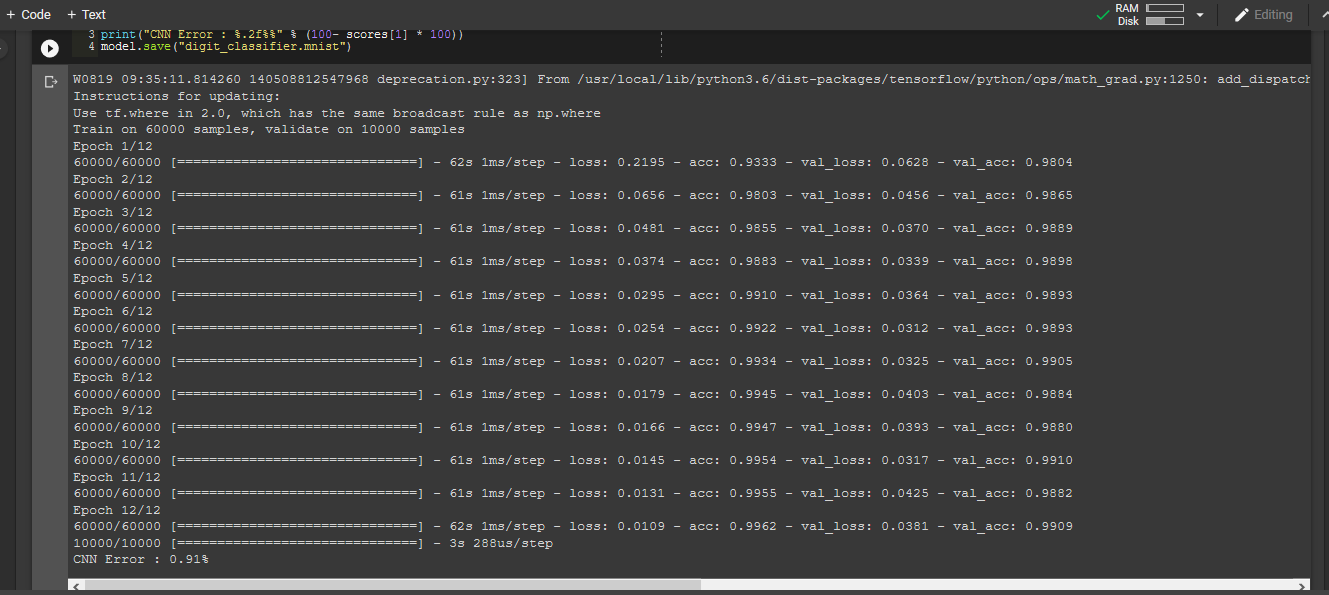 + Code + Text
RAM
Disk
Editing
3 print("CNN Error : %.2f%%" % (100- scores[1] * 100))
4 model.save("digit_classifier.mnist")
W0819 09:35:11.814260 140508812547968 deprecation.py:323] From /usr/local/lib/python3.6/dist-packages/tensorflow/python/ops/math_grad.py:1250: add_dispatch
Instructions for updating:
Use tf.where in 2.0, which has the same broadcast rule as np.where
Train on 60000 samples, validate on 10000 samples
Epoch 1/12
60000/60000 [==============================] - 62s 1ms/step - loss: 0.2195 - acc: 0.9333 - val_loss: 0.0628 - val_acc: 0.9804
Epoch 2/12
60000/60000 [==============================] - 61s 1ms/step - loss: 0.0656 - acc: 0.9803 - val_loss: 0.0456 - val_acc: 0.9865
Epoch 3/12
60000/60000 [==============================] - 61s 1ms/step - loss: 0.0481 - acc: 0.9855 - val_loss: 0.0370 - val_acc: 0.9889
Epoch 4/12
60000/60000 [==============================] - 61s 1ms/step - loss: 0.0374 - acc: 0.9883 - val_loss: 0.0339 - val_acc: 0.9898
Epoch 5/12
60000/60000 [==============================] - 61s 1ms/step - loss: 0.0295 - acc: 0.9910 - val_loss: 0.0364 - val_acc: 0.9893
Epoch 6/12
60000/60000 [==============================] - 61s 1ms/step - loss: 0.0254 - acc: 0.9922 - val_loss: 0.0312 - val_acc: 0.9893
Epoch 7/12
60000/60000 [==============================] - 61s 1ms/step - loss: 0.0207 - acc: 0.9934 - val_loss: 0.0325 - val_acc: 0.9905
Epoch 8/12
60000/60000 [==============================] - 61s 1ms/step - loss: 0.0179 - acc: 0.9945 - val_loss: 0.0403 - val_acc: 0.9884
Epoch 9/12
60000/60000 [==============================] - 61s 1ms/step - loss: 0.0166 - acc: 0.9947 - val_loss: 0.0393 - val_acc: 0.9880
Epoch 10/12
60000/60000 [==============================] - 61s 1ms/step - loss: 0.0145 - acc: 0.9954 - val_loss: 0.0317 - val_acc: 0.9910
Epoch 11/12
60000/60000 [==============================] - 61s 1ms/step - loss: 0.0131 - acc: 0.9955 - val_loss: 0.0425 - val_acc: 0.9882
Epoch 12/12
60000/60000 [==============================] - 62s 1ms/step - loss: 0.0109 - acc: 0.9962 - val_loss: 0.0381 - val_acc: 0.9909
10000/10000 [==============================] - 3s 288us/step
CNN Error : 0.91%